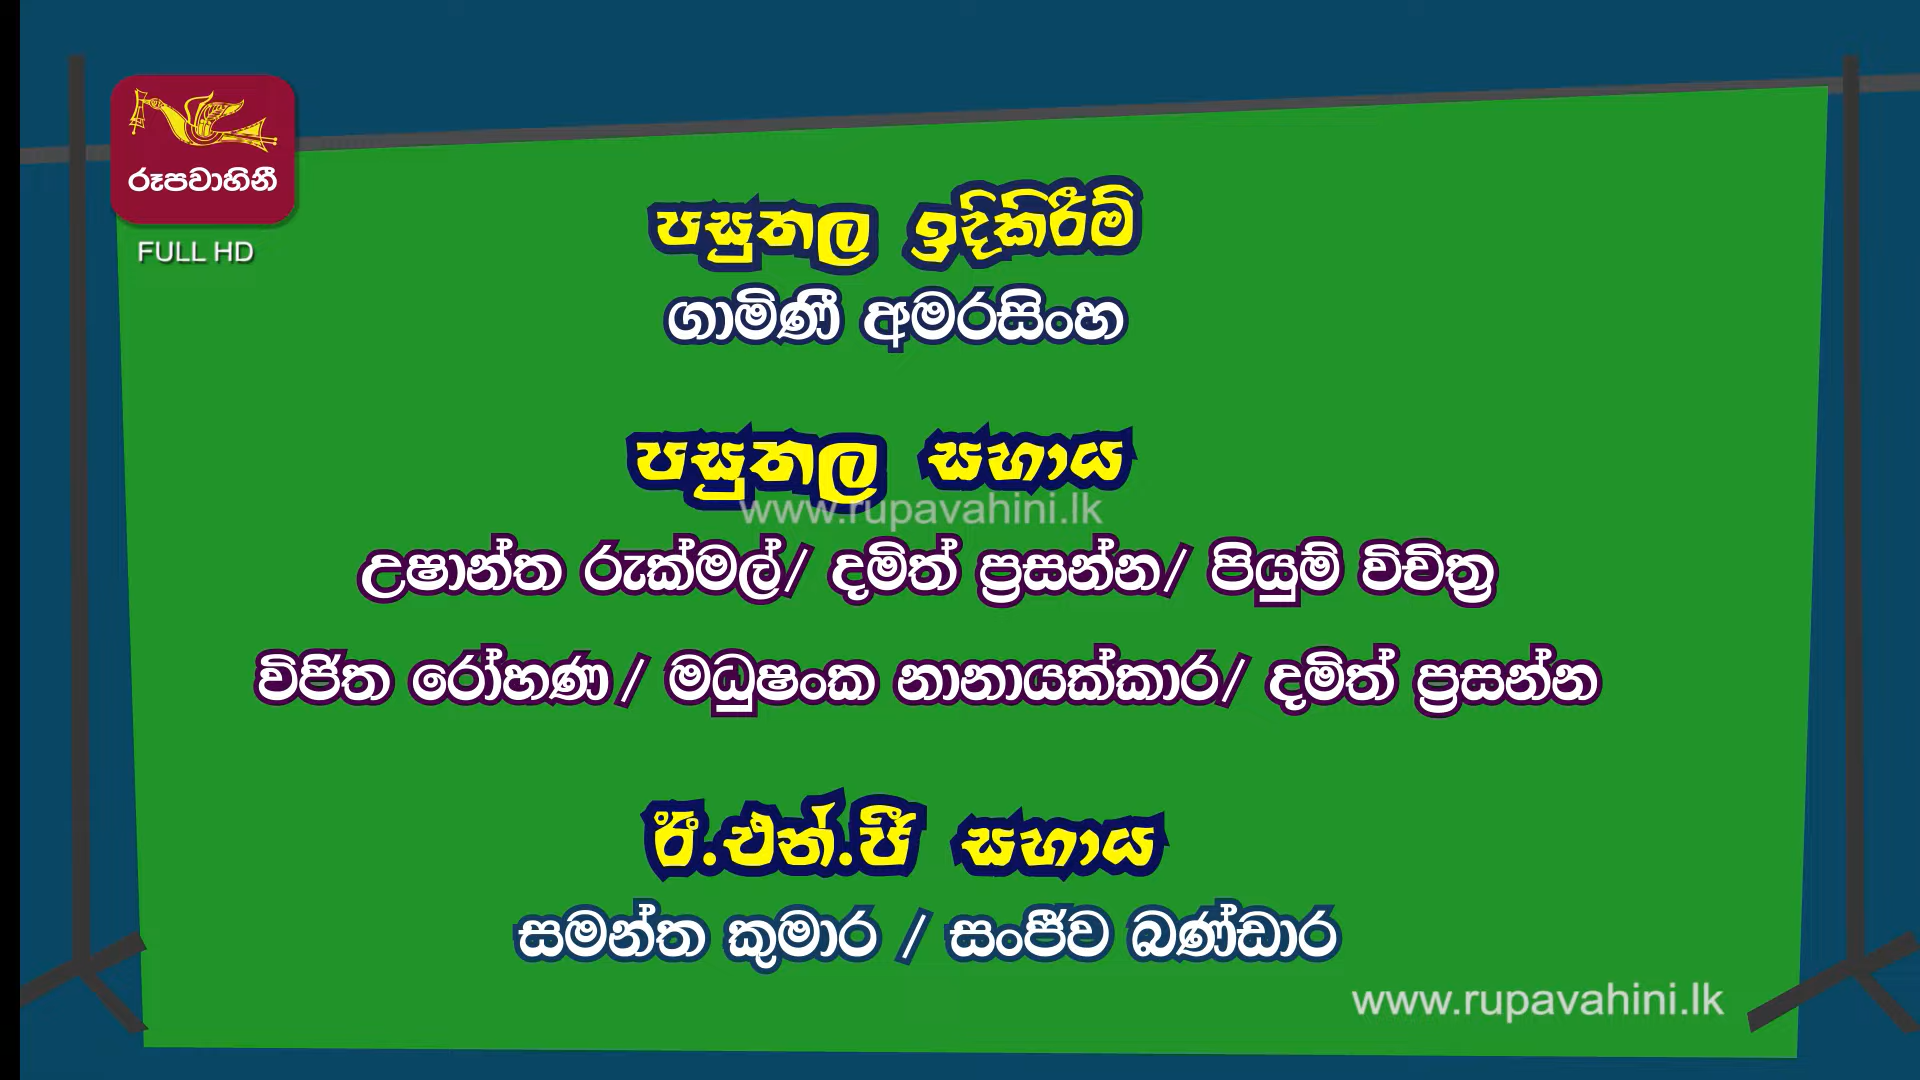 රූපවාහිනී
FULL HD
පසුතල ඉදිකිරීම්
ගාමිණී අමරසිංහ
පසුතල සහාය
www.rupavahini.lk
උෂාන්ත රුක්මල්/ දමිත් ප්‍රසන්න/ පියුම් විචිත්‍ර
විජිත රෝහණ / මධුෂංක නානායක්කාර/ දමිත් ප්‍රසන්න
ඊ.එන්.ජී සහාය
සමන්ත කුමාර / සංජීව බණ්ඩාර
www.rupavahini.lk